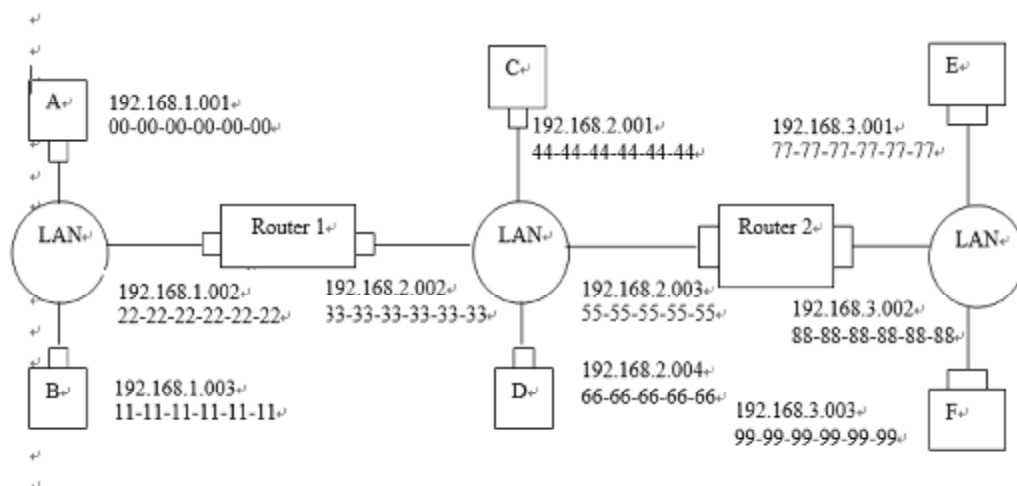 A
192.168.1.001
00-00-00-00-00-00
C
192.168.2.001
44-44-44-44-44-44
E
192.168.3.001
77-77-77-77-77-77
LAN
Router 1
LAN
Router 2
LAN
192.168.1.002
22-22-22-22-22-22
192.168.2.002
33-33-33-33-33-33
192.168.2.003
55-55-55-55-55
192.168.3.002
88-88-88-88-88-88
B
192.168.1.003
11-11-11-11-11-11
D
192.168.2.004
66-66-66-66-66
192.168.3.003
99-99-99-99-99-99
F